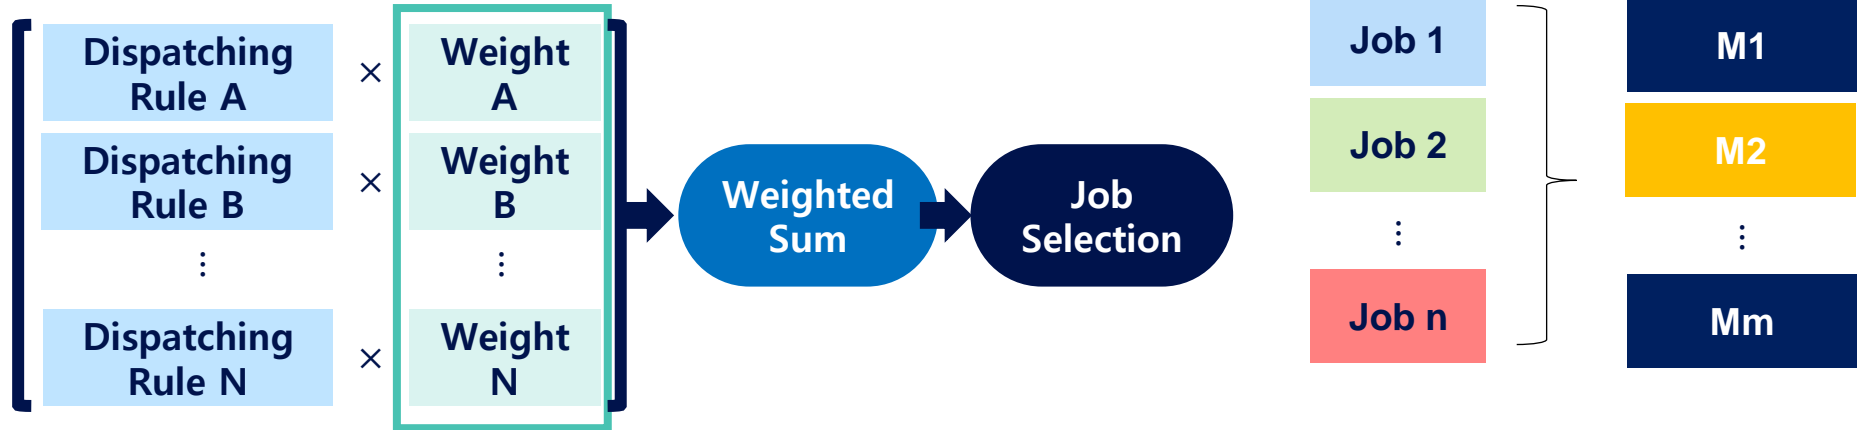 Dispatching
Rule A
×
Weight
A
Dispatching
Rule B
×
Weight
B
⋮
⋮
Dispatching
Rule N
×
Weight
N
Weighted
Sum
Job
Selection
Job 1
Job 2
⋮
Job n
M1
M2
⋮
Mm